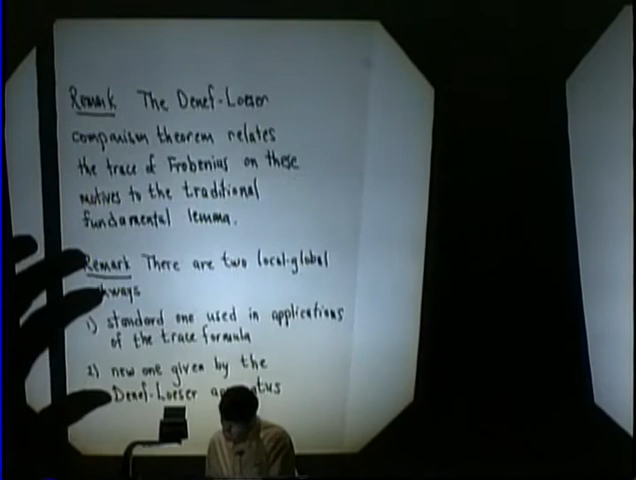 Remark The Denef-Loeser
comparison theorem relates
the trace of Frobenius on these
motives to the traditional
fundamental lemma.
Remark There are two local-global
1) standard one used in applications
of the trace formula
2) new one given by the
Denef-Loeser